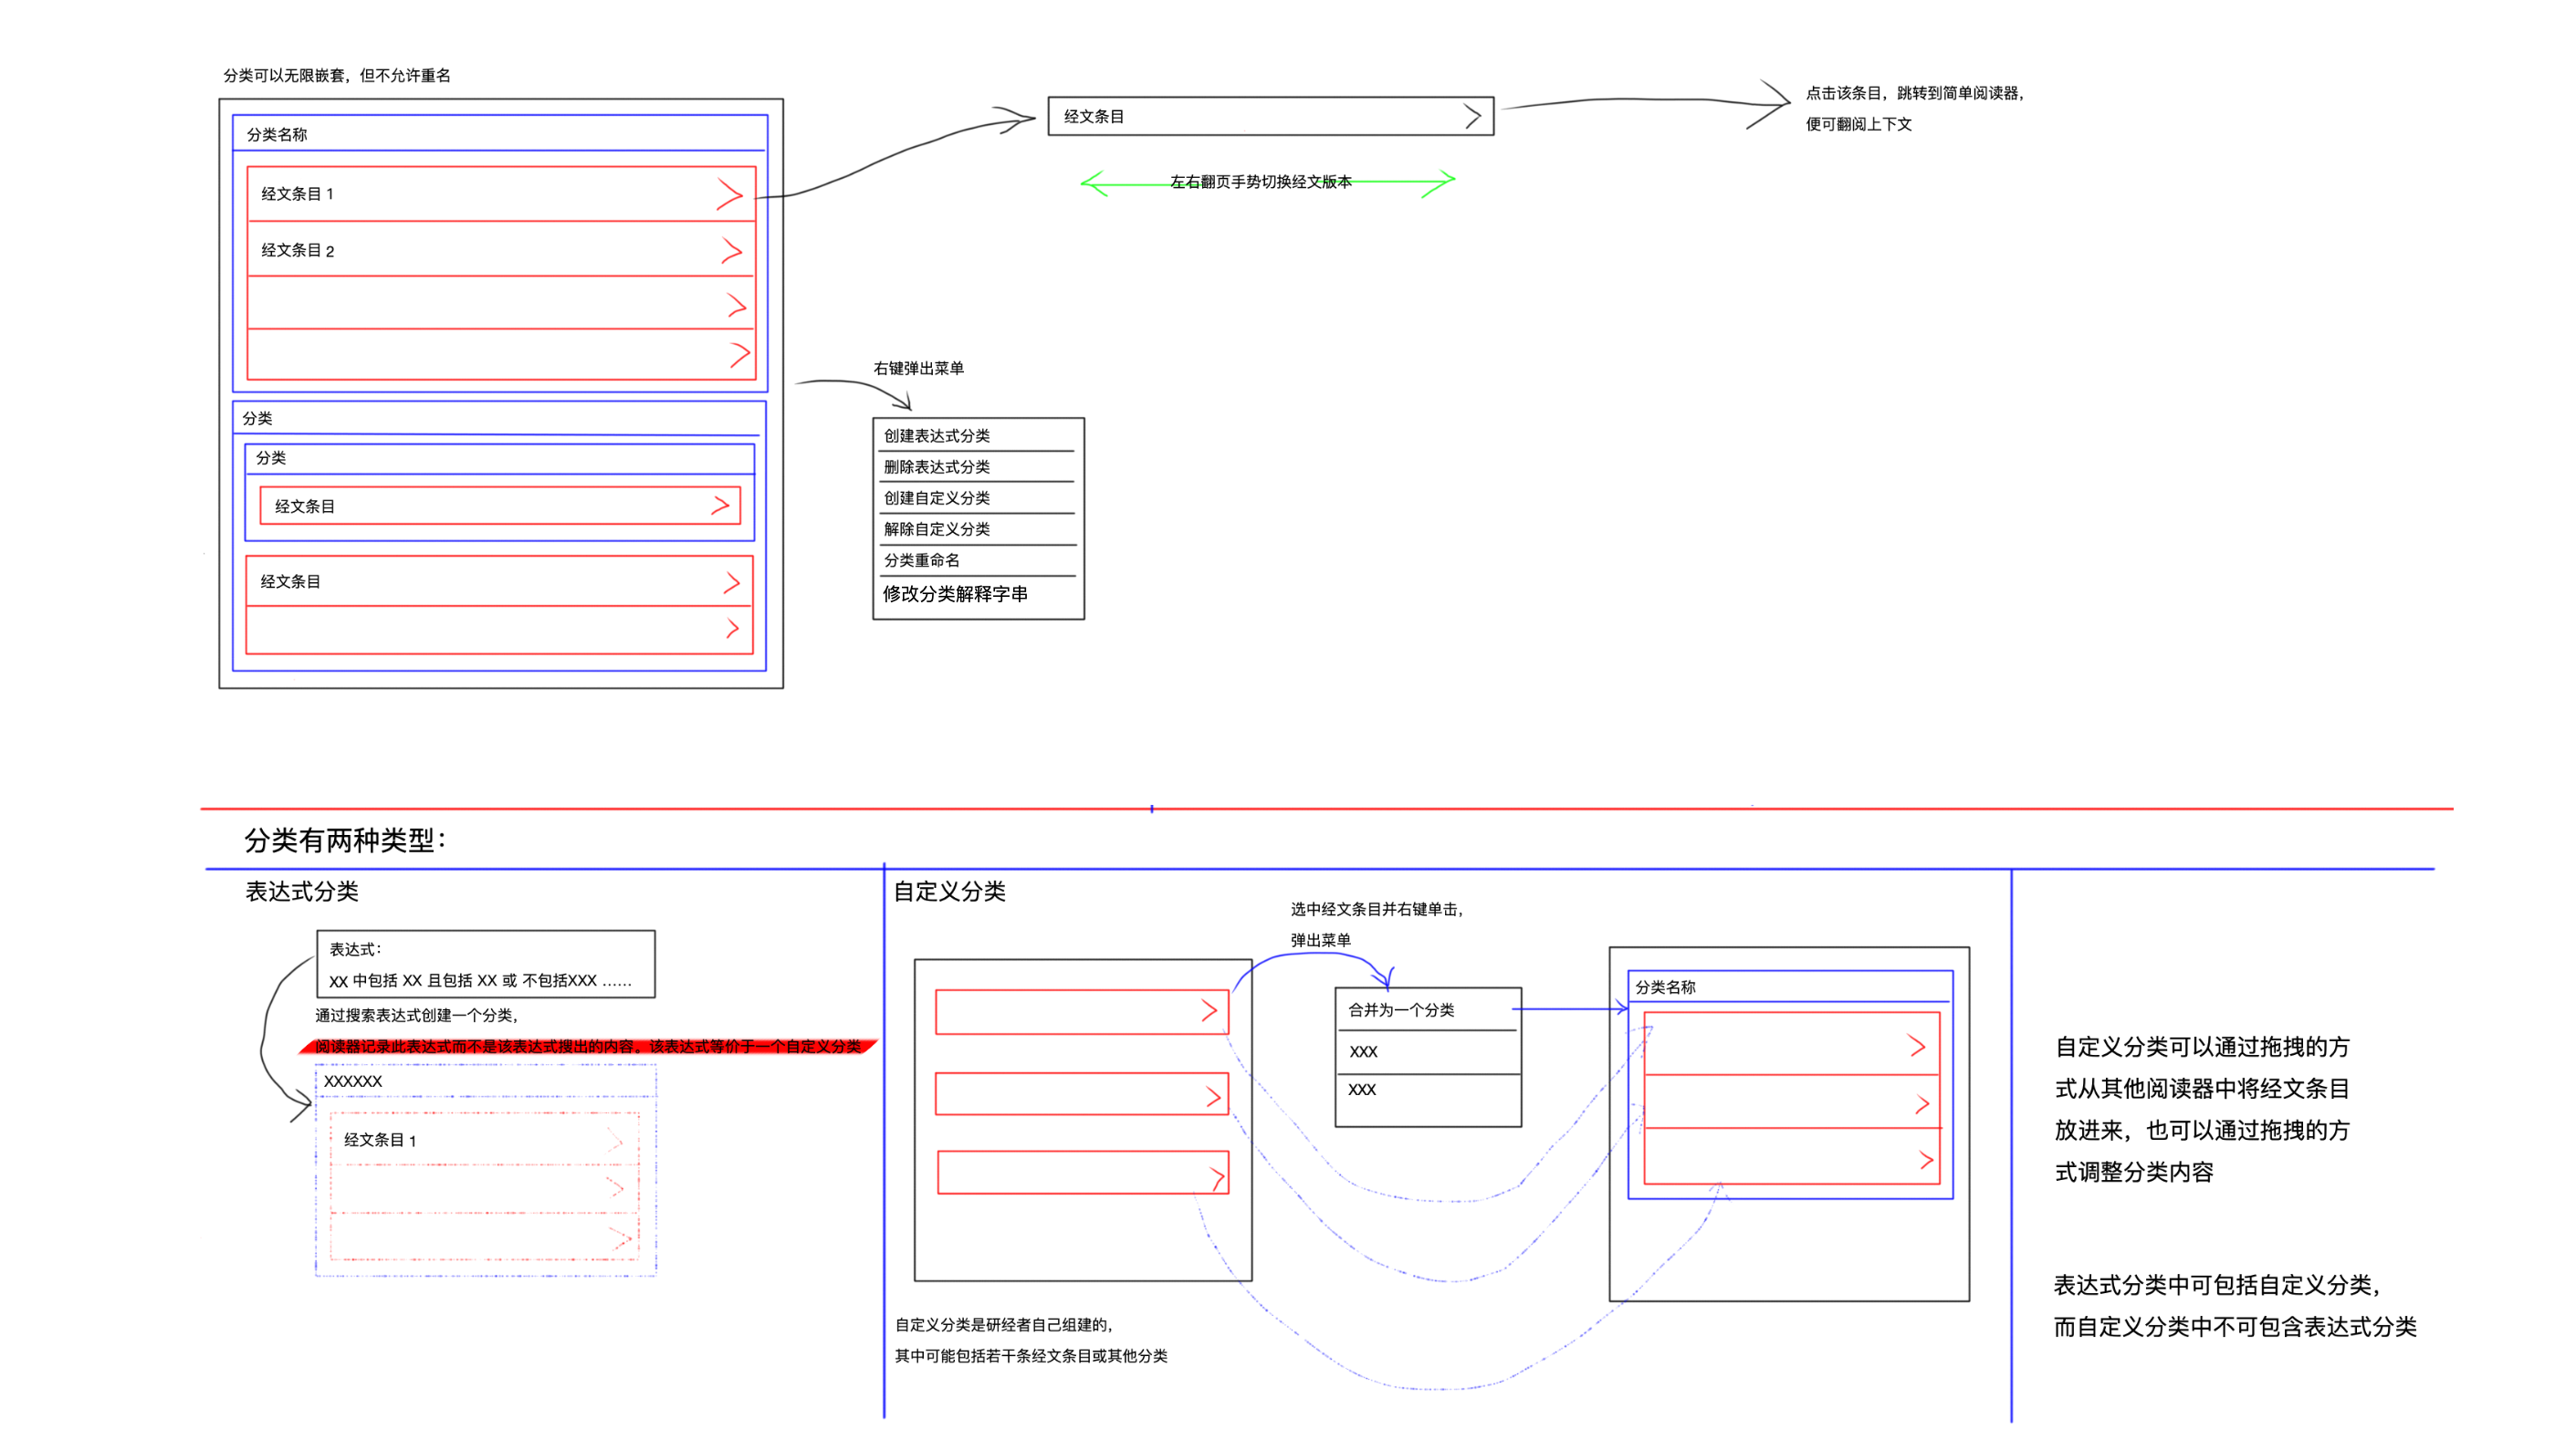 分类可以无限嵌套，但不允许重名
分类名称
经文条目 1
经文条目 2
分类
分类
经文条目
经文条目
经文条目
左右翻页手势切换经文版本
点击该条目，跳转到简单阅读器，
便可翻阅上下文
右键弹出菜单
创建表达式分类
删除表达式分类
创建自定义分类
解除自定义分类
分类重命名
修改分类解释字串
分类有两种类型：
表达式分类
表达式：
XX 中包括 XX 且包括 XX 或 不包括XXX ......
通过搜索表达式创建一个分类，
阅读器记录此表达式而不是该表达式搜出的内容。该表达式等价于一个自定义分类
XXXXXX
经文条目 1
自定义分类
选中经文条目并右键单击，
弹出菜单
合并为一个分类
XXX
XXX
分类名称
自定义分类是研经者自己组建的，
其中可能包括若干条经文条目或其他分类
自定义分类可以通过拖拽的方
式从其他阅读器中将经文条目
放进来，也可以通过拖拽的方
式调整分类内容
表达式分类中可包括自定义分类，
而自定义分类中不可包含表达式分类